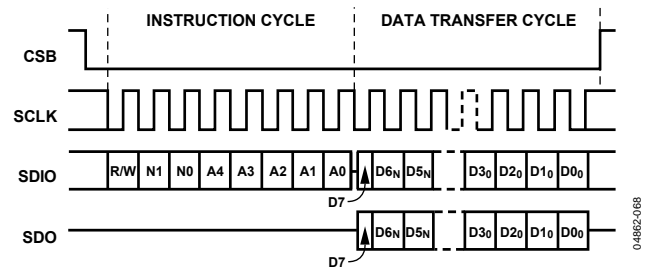 INSTRUCTION CYCLE DATA TRANSFER CYCLE
CSB
SCLK
SDIO R/W N1 N0 A4 A3 A2 A1 A0 D6N D5N D30 D20 D10 D00
D7
SDO D6N D5N D30 D20 D10 D00
D7
04862-068